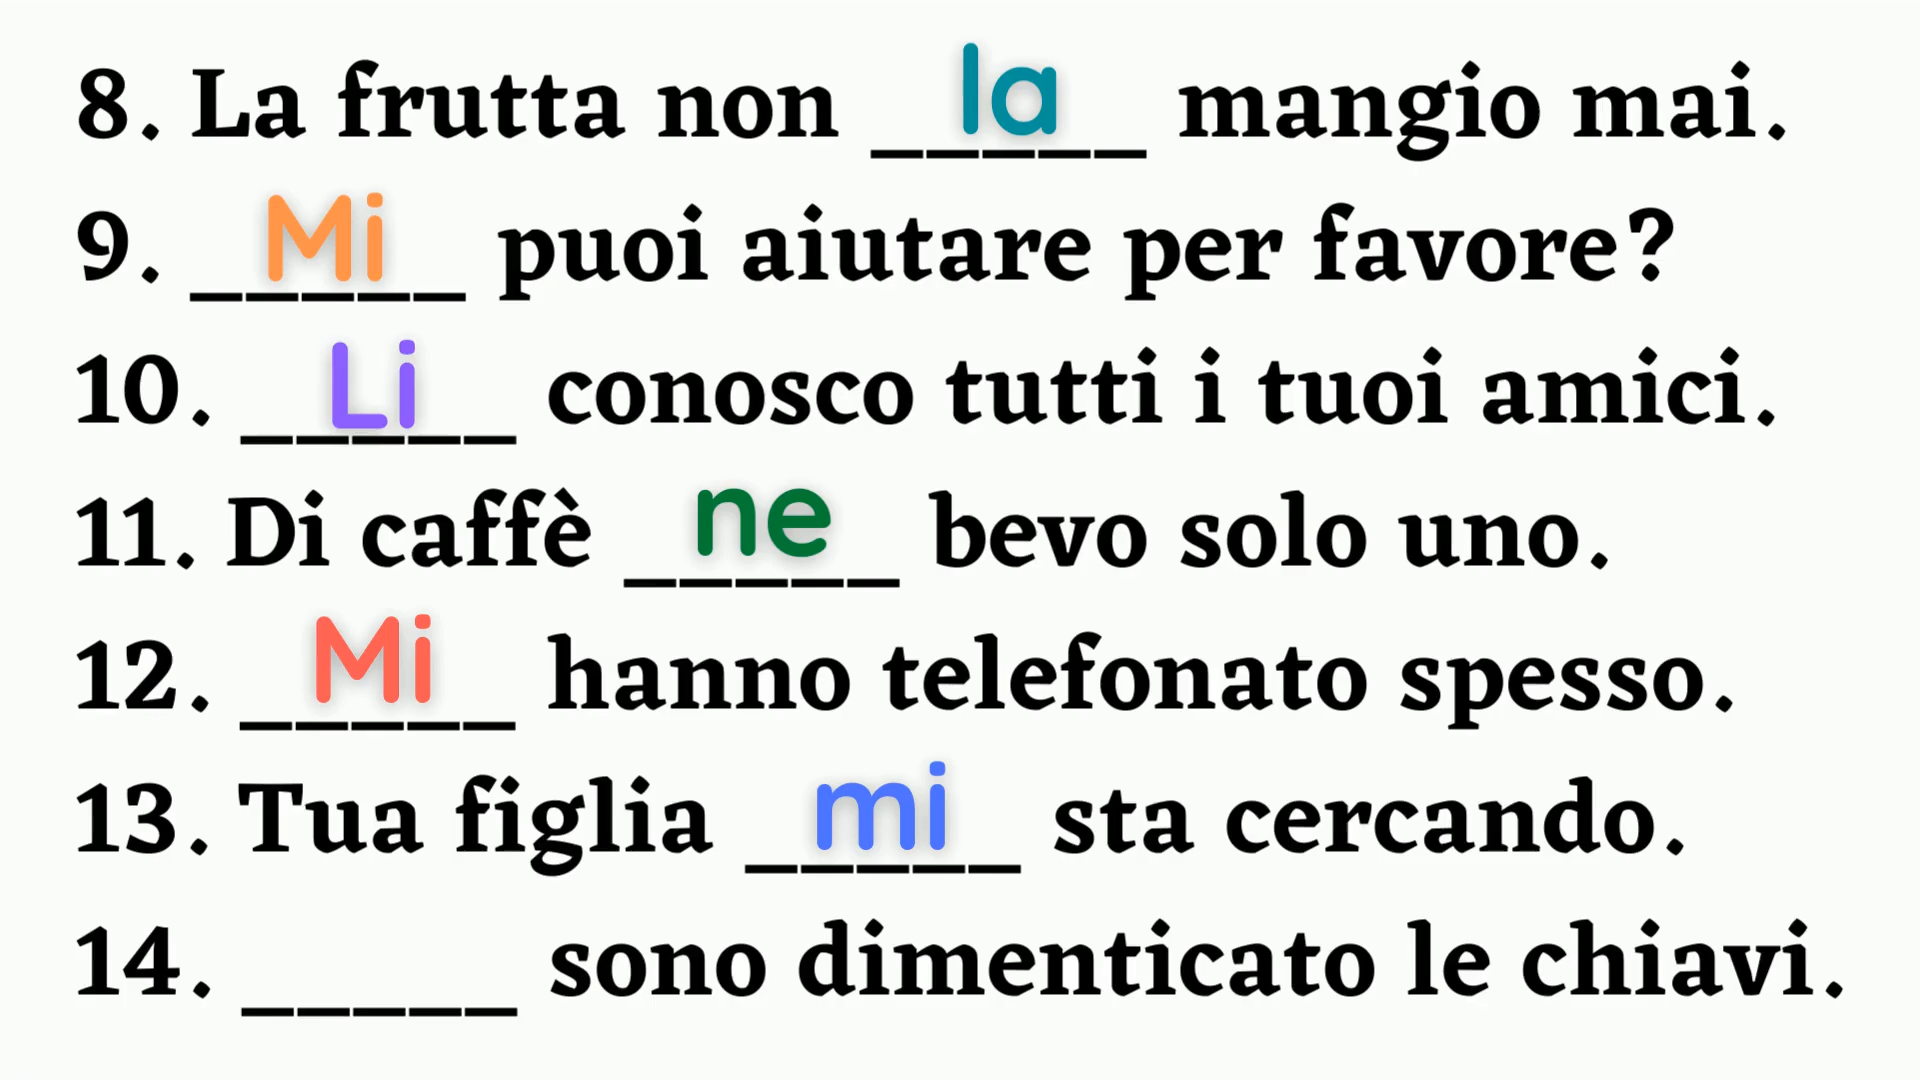 8. La frutta non la mangio mai.
9. Mi puoi aiutare per favore?
10. Li conosco tutti i tuoi amici.
11. Di caffè ne bevo solo uno.
12. Mi hanno telefonato spesso.
13. Tua figlia mi sta cercando.
14. _____ sono dimenticato le chiavi.